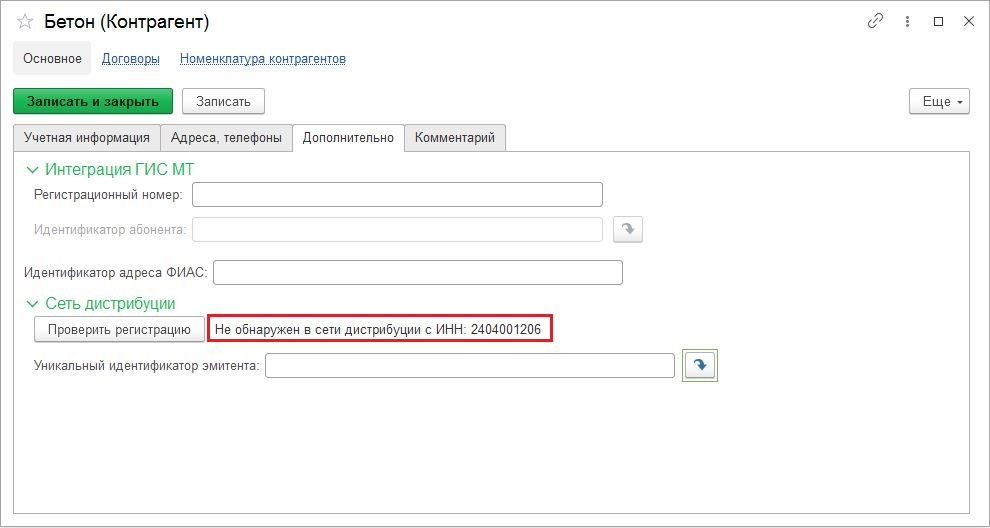 Бетон (Контрагент)
Основное Договоры Номенклатура контрагентов
Записать и закрыть Записать Еще
Учетная информация Адреса, телефоны Дополнительно Комментарий
Интеграция ГИС МТ
Регистрационный номер:
Идентификатор абонента:
Идентификатор адреса ФИАС:
Сеть дистрибуции
Проверить регистрацию Не обнаружен в сети дистрибуции с ИНН: 2404001206
Уникальный идентификатор эмитента: